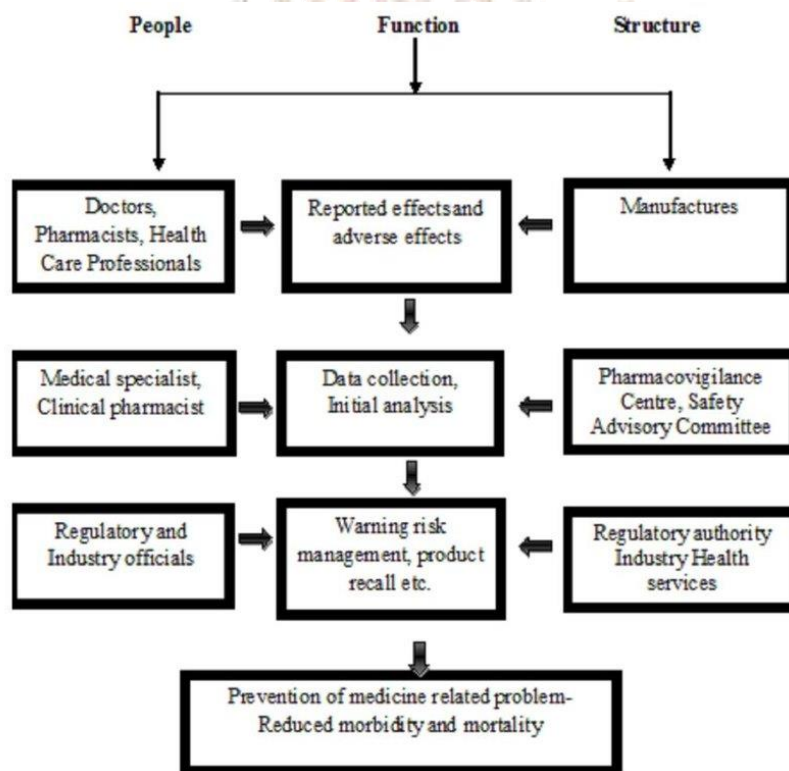 People Function Structure
Doctors,
Pharmacists, Health
Care Professionals
Reported effects and
adverse effects
Manufactures
Medical specialist,
Clinical pharmacist
Data collection,
Initial analysis
Pharmacovigilance
Centre, Safety
Advisory Committee
Regulatory and
Industry officials
Warning risk
management, product
recall etc.
Regulatory authority
Industry Health
services
Prevention of medicine related problem-
Reduced morbidity and mortality